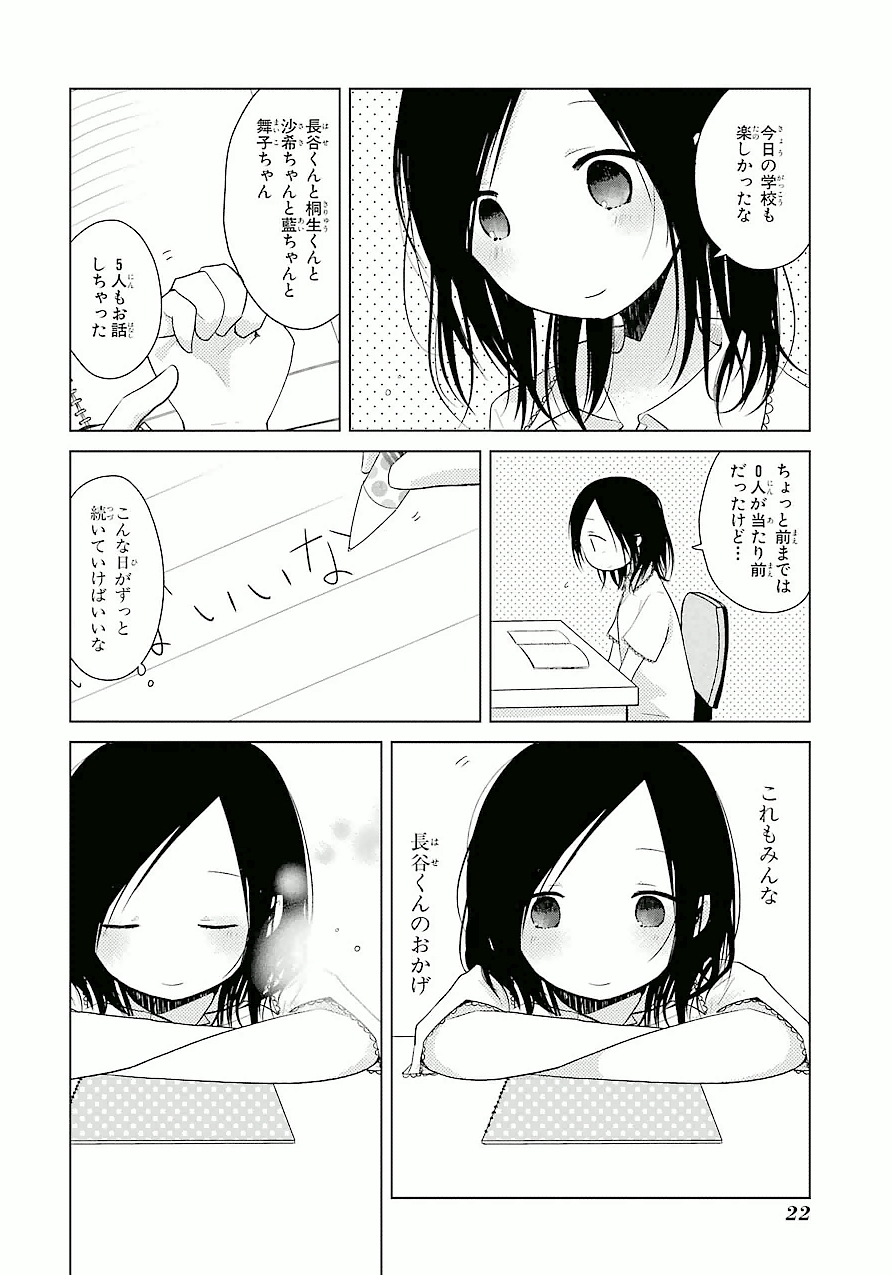 今日の学校も
楽しかったな
長谷くんと桐生くんと
沙希ちゃんと藍ちゃんと
舞子ちゃん
5人もお話
しちゃった
ちょっと前までは
0人が当たり前
だったけど…
いいな
こんな日がずっと
続いていけばいいな
これもみんな
長谷くんのおかげ
22